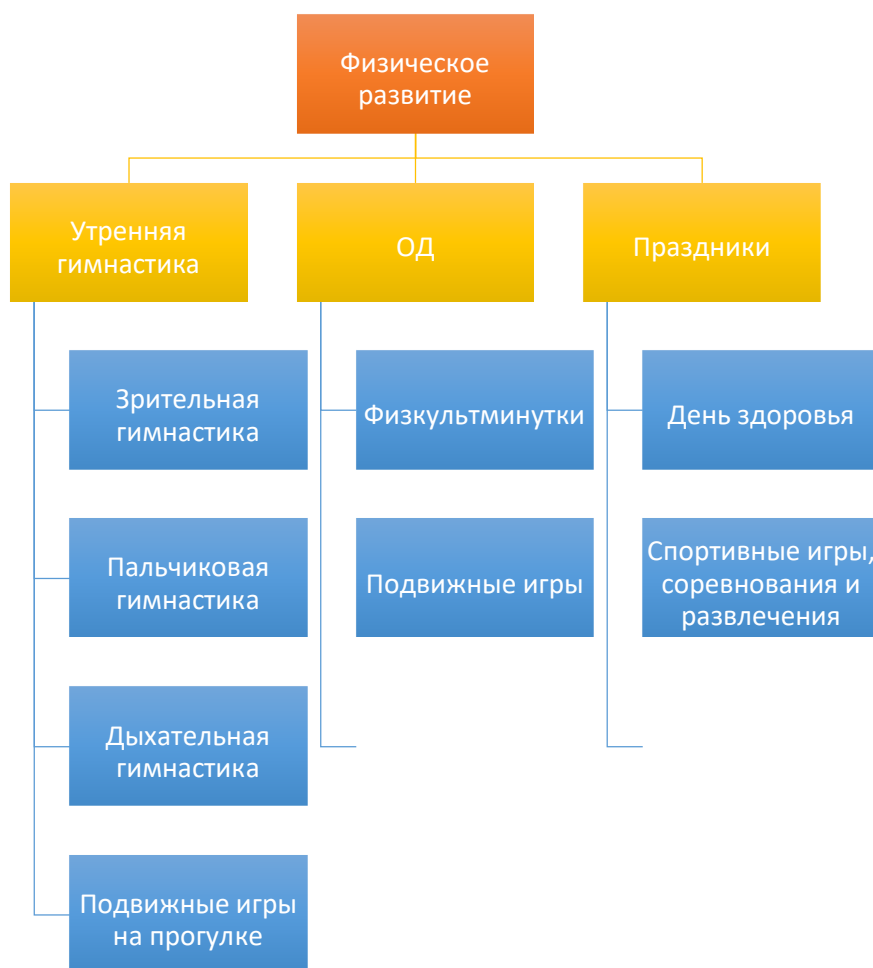 Физическое
развитие
Утренняя
гимнастика
ОД
Праздники
Зрительная
гимнастика
Физкультминутки
День здоровья
Пальчиковая
гимнастика
Подвижные игры
Спортивные игры,
соревнования и
развлечения
Дыхательная
гимнастика
Подвижные игры
на прогулке